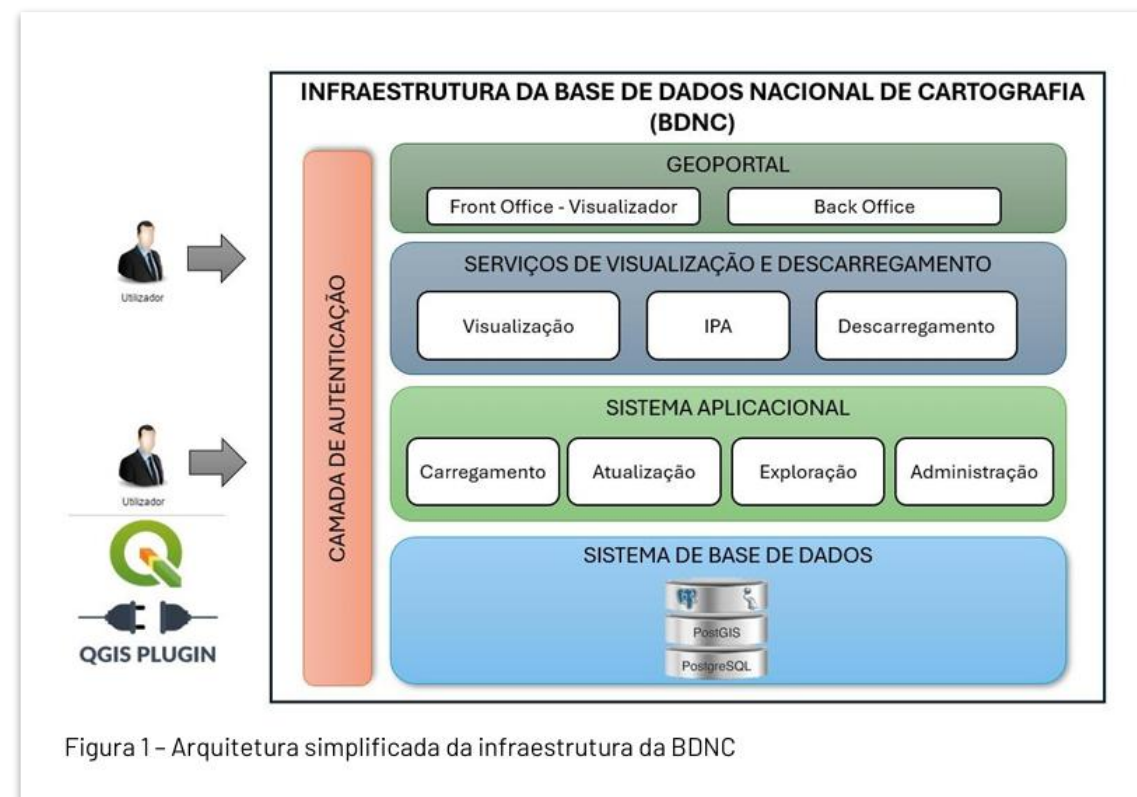 INFRAESTRUTURA DA BASE DE DADOS NACIONAL DE CARTOGRAFIA
(BDNC)
CAMADA DE AUTENTICAÇÃO
GEOPORTAL
Front Office - Visualizador
Back Office
SERVIÇOS DE VISUALIZAÇÃO E DESCARREGAMENTO
Visualização
IPA
Descarregamento
Utilizador
SISTEMA APLICACIONAL
Carregamento
Atualização
Exploração
Administração
Utilizador
QGIS PLUGIN
SISTEMA DE BASE DE DADOS
PostGIS
PostgreSQL
Figura 1 – Arquitetura simplificada da infraestrutura da BDNC